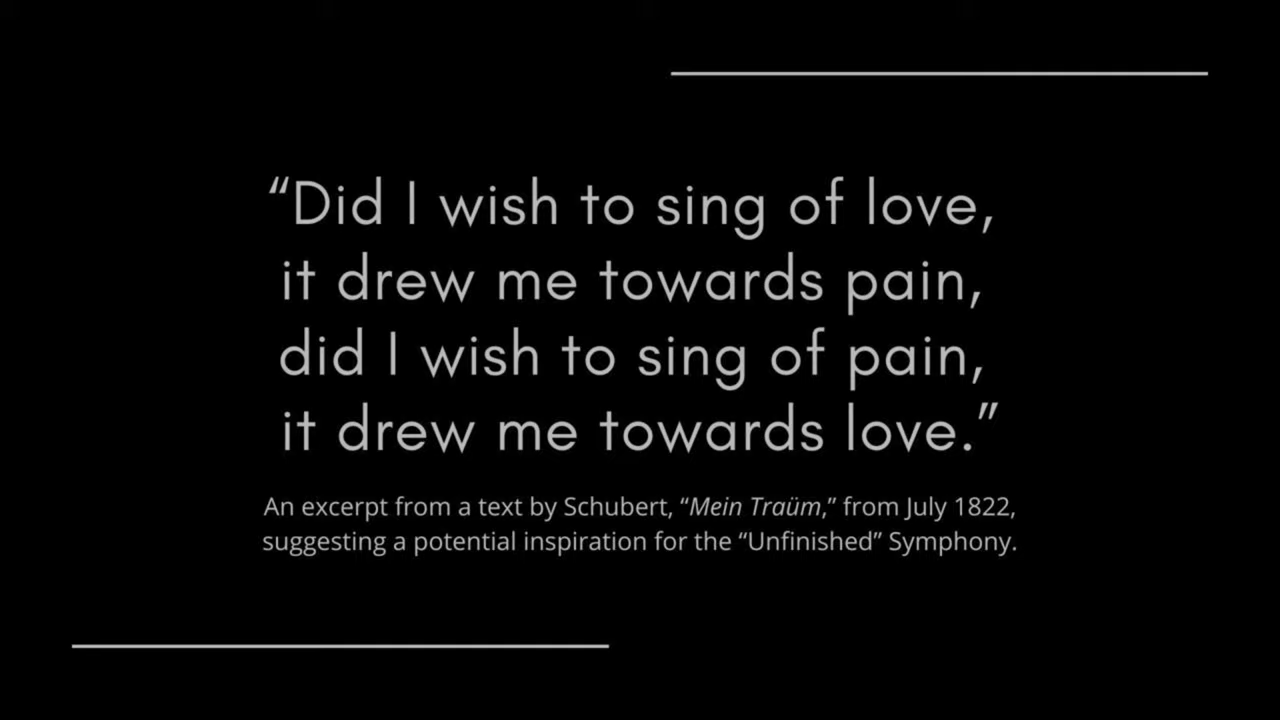 “Did I wish to sing of love,
it drew me towards pain,
did I wish to sing of pain,
it drew me towards love.”
An excerpt from a text by Schubert, “Mein Traüm,” from July 1822,
suggesting a potential inspiration for the “Unfinished” Symphony.